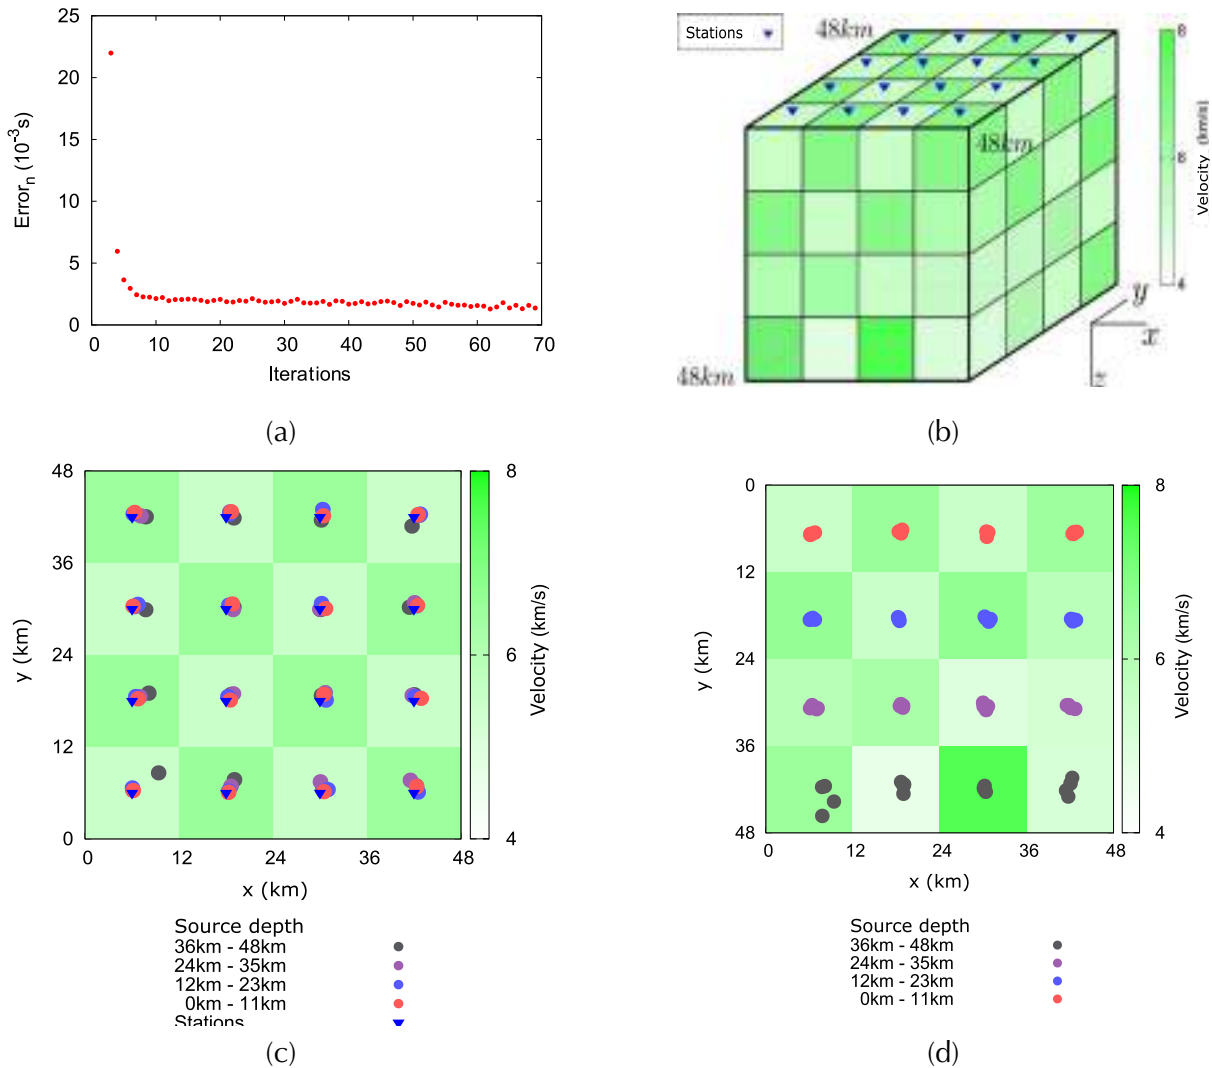 25
20
15
10
5
0
Error_n (10^-3s)
0 10 20 30 40 50 60 70
Iterations
(a)
Stations
48km
48km
48km
8
6
4
Velocity (km/s)
y
x
z
(b)
48
36
24
12
0
y (km)
0 12 24 36 48
x (km)
8
6
4
Velocity (km/s)
Source depth
36km - 48km
24km - 35km
12km - 23km
0km - 11km
Stations
(c)
0
12
24
36
48
y (km)
0 12 24 36 48
x (km)
8
6
4
Velocity (km/s)
Source depth
36km - 48km
24km - 35km
12km - 23km
0km - 11km
(d)